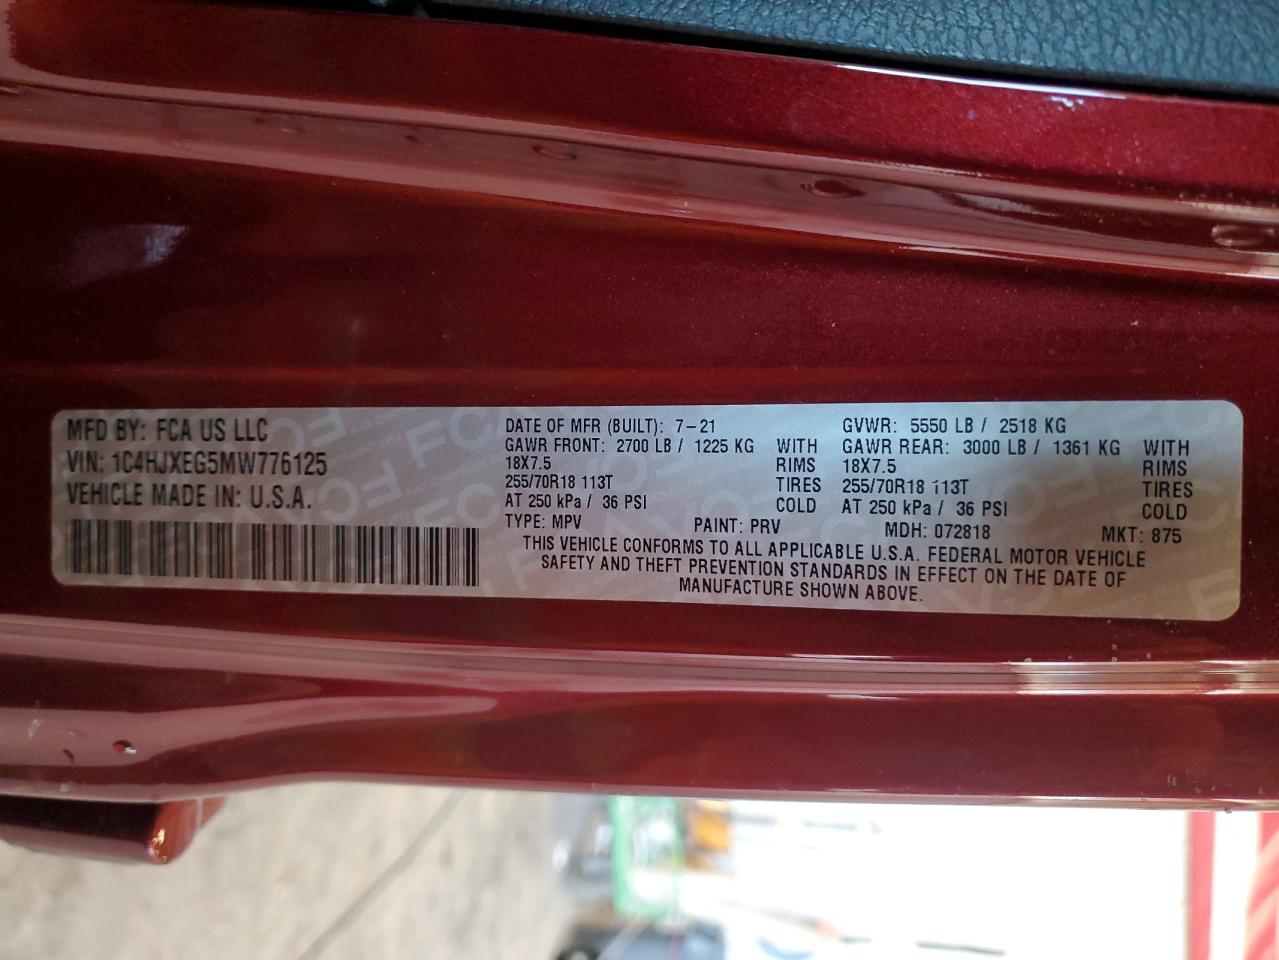 MFD BY: FCA US LLC
VIN: 1C4HJXEG5MW776125
VEHICLE MADE IN: U.S.A.
DATE OF MFR (BUILT): 7-21
GAWR FRONT: 2700 LB / 1225 KG WITH
18X7.5 RIMS
255/70R18 113T TIRES
AT 250 kPa / 36 PSI COLD
GVWR: 5550 LB / 2518 KG
GAWR REAR: 3000 LB / 1361 KG WITH
18X7.5 RIMS
255/70R18 113T TIRES
AT 250 kPa / 36 PSI COLD
TYPE: MPV PAINT: PRV MDH: 072818 MKT: 875
THIS VEHICLE CONFORMS TO ALL APPLICABLE U.S.A. FEDERAL MOTOR VEHICLE
SAFETY AND THEFT PREVENTION STANDARDS IN EFFECT ON THE DATE OF
MANUFACTURE SHOWN ABOVE.